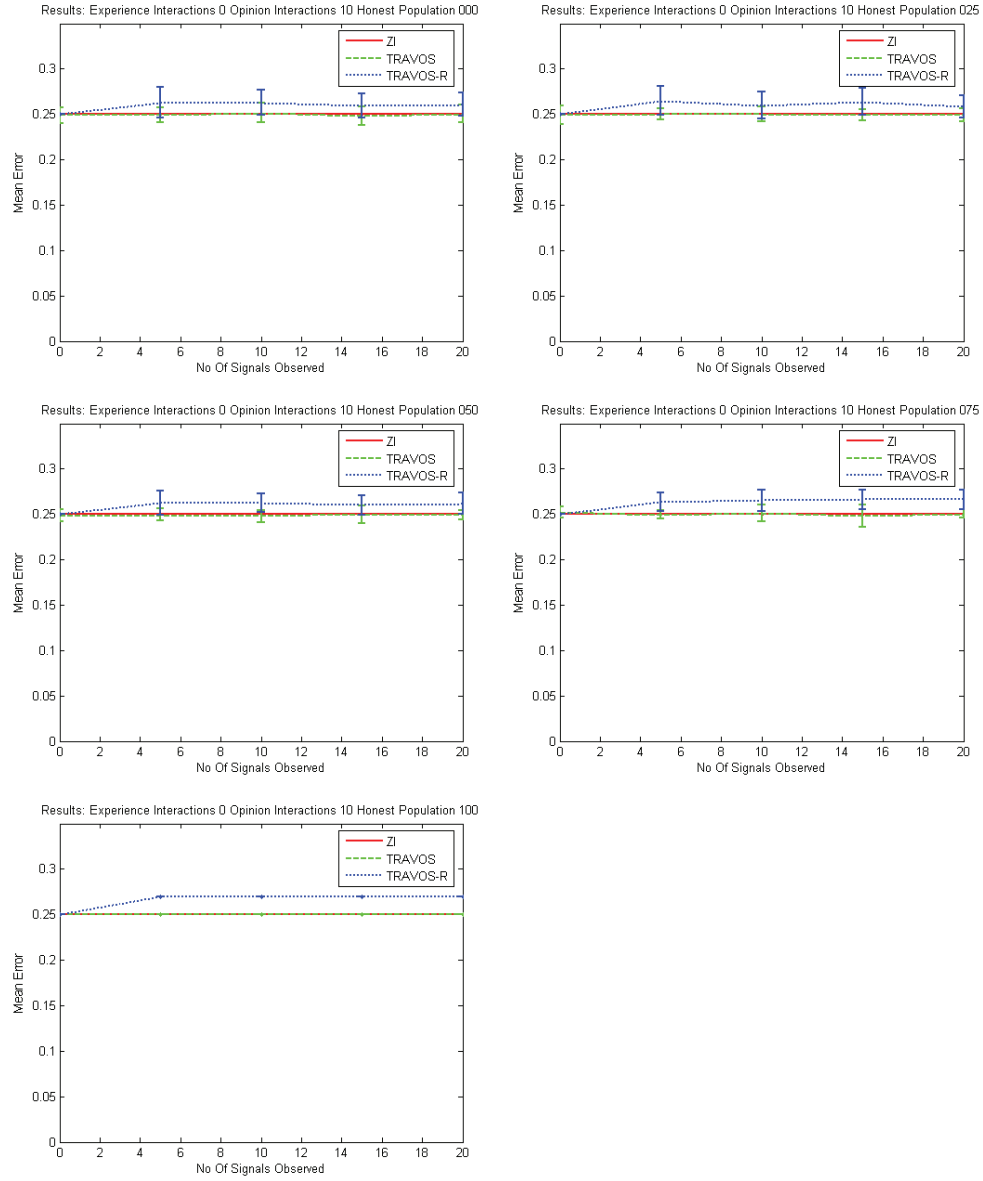 Results: Experience Interactions 0 Opinion Interactions 10 Honest Population 000
ZI
TRAVOS
TRAVOS-R
0.3
0.25
0.2
0.15
0.1
0.05
0
Mean Error
0 2 4 6 8 10 12 14 16 18 20
No Of Signals Observed
Results: Experience Interactions 0 Opinion Interactions 10 Honest Population 025
ZI
TRAVOS
TRAVOS-R
0.3
0.25
0.2
0.15
0.1
0.05
0
Mean Error
0 2 4 6 8 10 12 14 16 18 20
No Of Signals Observed
Results: Experience Interactions 0 Opinion Interactions 10 Honest Population 050
ZI
TRAVOS
TRAVOS-R
0.3
0.25
0.2
0.15
0.1
0.05
0
Mean Error
0 2 4 6 8 10 12 14 16 18 20
No Of Signals Observed
Results: Experience Interactions 0 Opinion Interactions 10 Honest Population 075
ZI
TRAVOS
TRAVOS-R
0.3
0.25
0.2
0.15
0.1
0.05
0
Mean Error
0 2 4 6 8 10 12 14 16 18 20
No Of Signals Observed
Results: Experience Interactions 0 Opinion Interactions 10 Honest Population 100
ZI
TRAVOS
TRAVOS-R
0.3
0.25
0.2
0.15
0.1
0.05
0
Mean Error
0 2 4 6 8 10 12 14 16 18 20
No Of Signals Observed